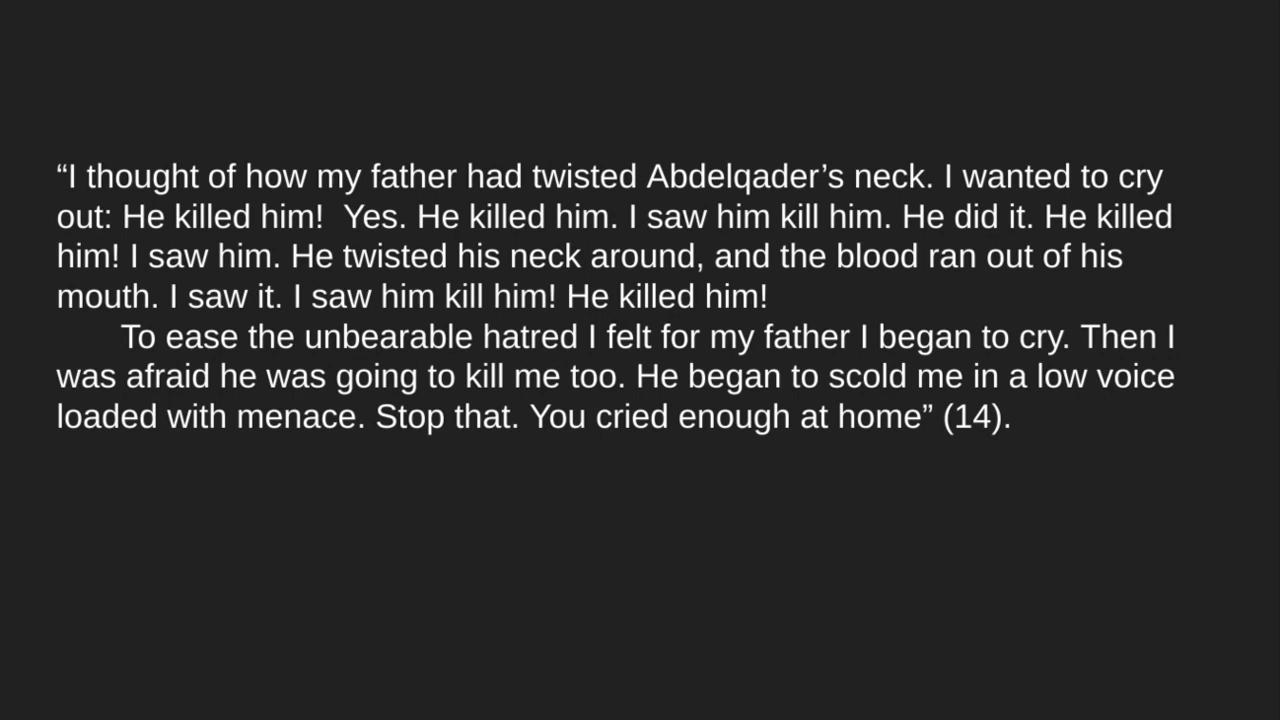 “I thought of how my father had twisted Abdelqader’s neck. I wanted to cry
out: He killed him!  Yes. He killed him. I saw him kill him. He did it. He killed
him! I saw him. He twisted his neck around, and the blood ran out of his
mouth. I saw it. I saw him kill him! He killed him!
To ease the unbearable hatred I felt for my father I began to cry. Then I
was afraid he was going to kill me too. He began to scold me in a low voice
loaded with menace. Stop that. You cried enough at home” (14).